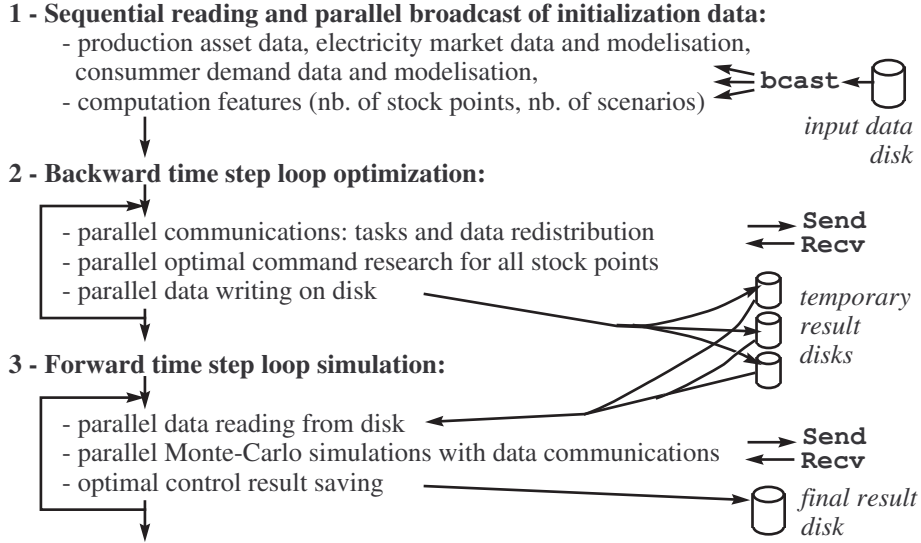 1 - Sequential reading and parallel broadcast of initialization data:
- production asset data, electricity market data and modelisation,
consummer demand data and modelisation,
- computation features (nb. of stock points, nb. of scenarios)
bcast
input data
disk
2 - Backward time step loop optimization:
- parallel communications: tasks and data redistribution
- parallel optimal command research for all stock points
- parallel data writing on disk
Send
Recv
temporary
result
disks
3 - Forward time step loop simulation:
- parallel data reading from disk
- parallel Monte-Carlo simulations with data communications
- optimal control result saving
Send
Recv
final result
disk